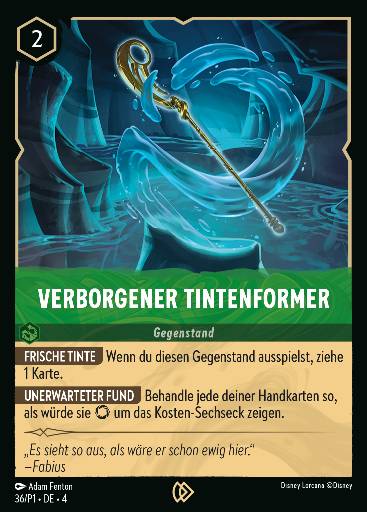 2
VERBORGENER TINTENFORMER
Gegenstand
FRISCHE TINTE Wenn du diesen Gegenstand ausspielst, ziehe
1 Karte.
UNERWARTETER FUND Behandle jede deiner Handkarten so,
als würde sie um das Kosten-Sechseck zeigen.
„Es sieht so aus, als wäre er schon ewig hier.“
–Fabius
Adam Fenton
Disney Lorcana ©Disney
36/P1 • DE • 4